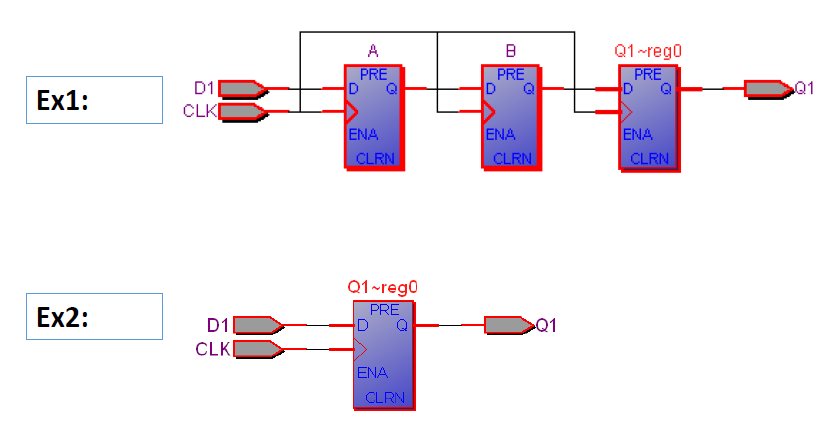 A B Q1~reg0
Ex1:
D1
CLK
PRE
D Q
ENA
CLRN
PRE
D Q
ENA
CLRN
PRE
D Q
ENA
CLRN
Q1
Ex2:
Q1~reg0
D1
CLK
PRE
D Q
ENA
CLRN
Q1